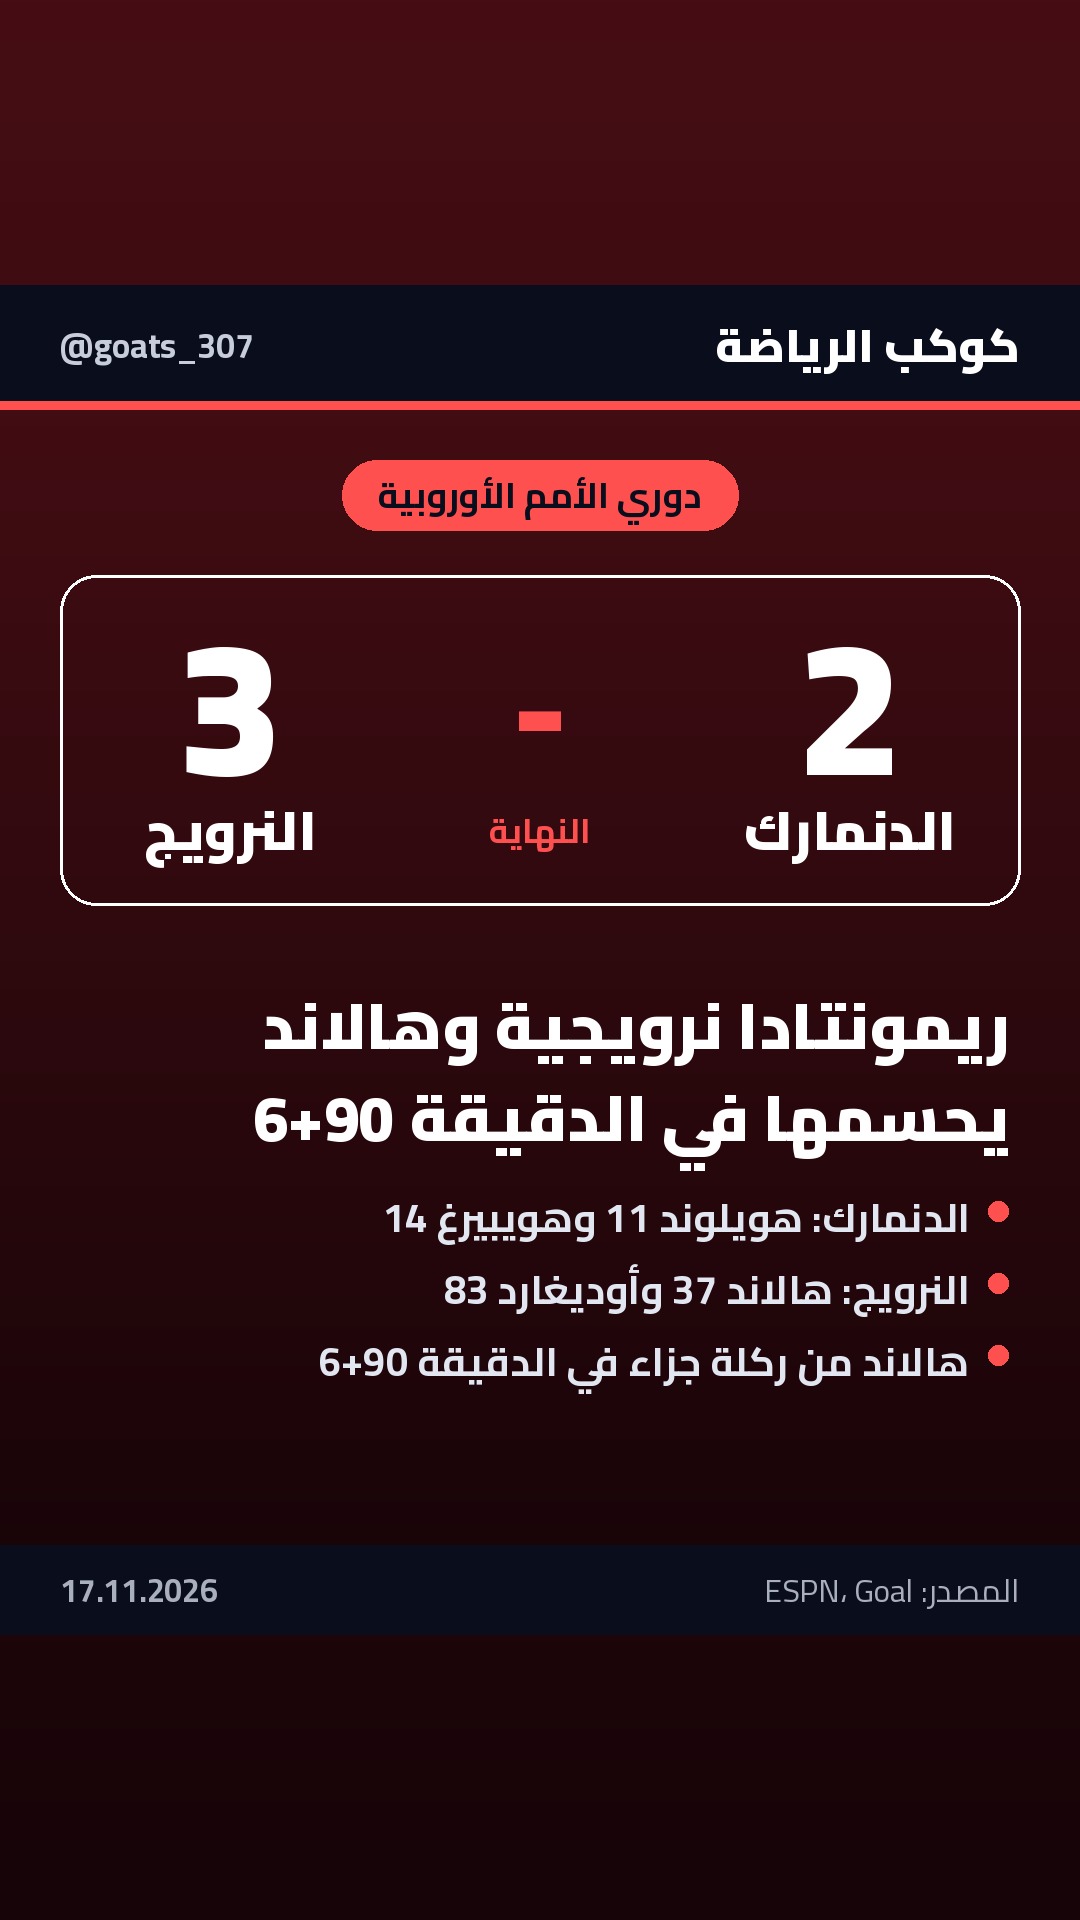 كوكب الرياضة
@goats_307
دوري الأمم الأوروبية
2 - 3
الدنمارك النهاية النرويج
ريمونتادا نرويجية وهالاند
يحسمها في الدقيقة 90+6
الدنمارك: هويلوند 11 وهويبيرغ 14
النرويج: هالاند 37 وأوديغارد 83
هالاند من ركلة جزاء في الدقيقة 90+6
المصدر: ESPN، Goal
17.11.2026